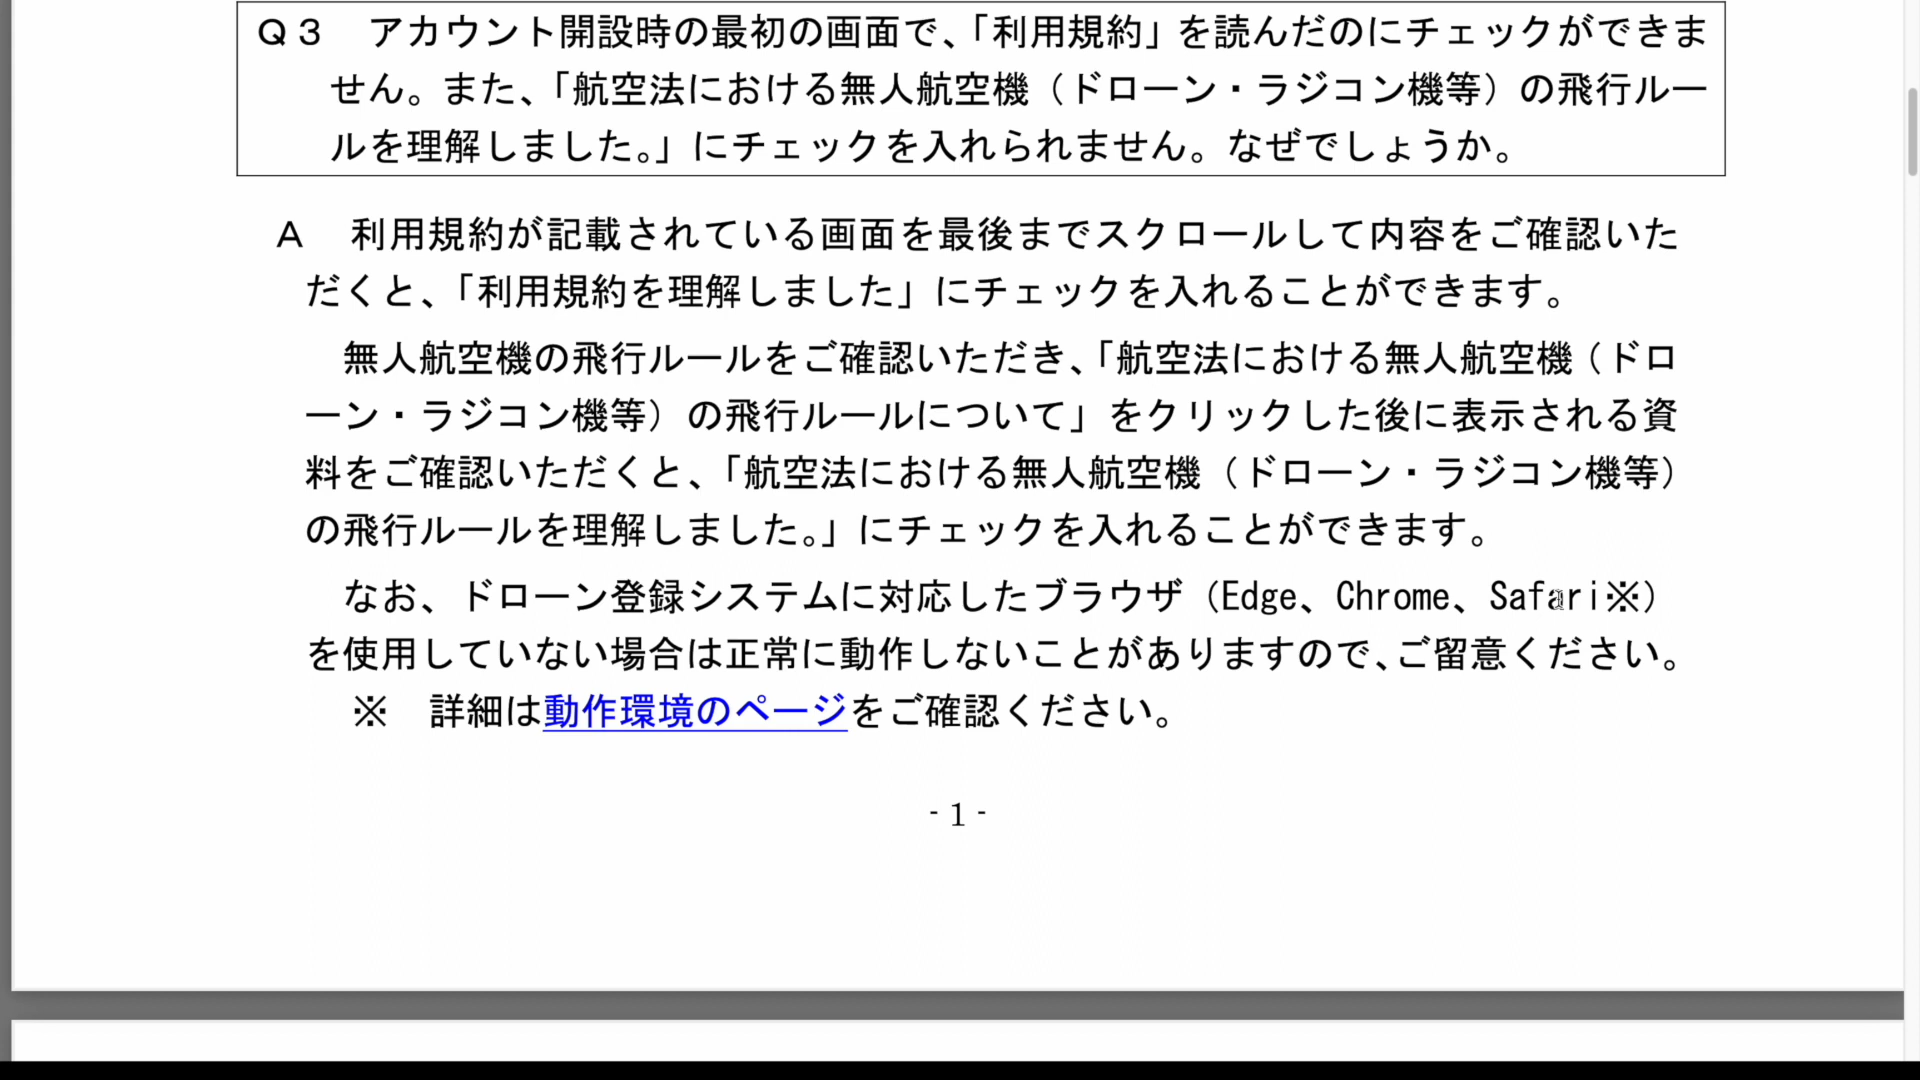 Q３　アカウント開設時の最初の画面で、「利用規約」を読んだのにチェックができま
せん。また、「航空法における無人航空機（ドローン・ラジコン機等）の飛行ルー
ルを理解しました。」にチェックを入れられません。なぜでしょうか。
A　利用規約が記載されている画面を最後までスクロールして内容をご確認いた
だくと、「利用規約を理解しました」にチェックを入れることができます。
無人航空機の飛行ルールをご確認いただき、「航空法における無人航空機（ドロ
ーン・ラジコン機等）の飛行ルールについて」をクリックした後に表示される資
料をご確認いただくと、「航空法における無人航空機（ドローン・ラジコン機等）
の飛行ルールを理解しました。」にチェックを入れることができます。
なお、ドローン登録システムに対応したブラウザ（Edge、Chrome、Safari※）
を使用していない場合は正常に動作しないことがありますので、ご留意ください。
※　詳細は動作環境のページをご確認ください。
- 1 -